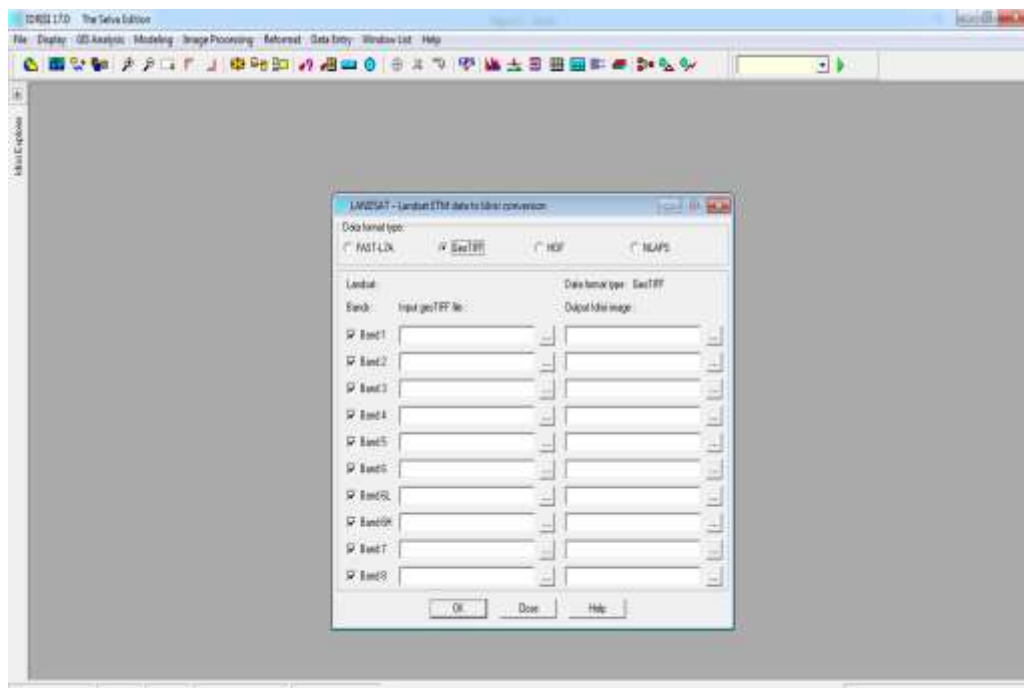 IDRISI 17.0 The Selva Edition
File Display GIS Analysis Modeling Image Processing Reformat Data Entry Window List Help
Idrisi Explorer
LANDSAT - Landsat ETM data to Idrisi conversion
Data format type:
FAST-L7A GeoTIFF HDF NLAPS
Landsat Data format type: GeoTIFF
Bands: Input geoTIFF file: Output Idrisi image:
Band 1 ... ...
Band 2 ... ...
Band 3 ... ...
Band 4 ... ...
Band 5 ... ...
Band 6 ... ...
Band 6L ... ...
Band 6H ... ...
Band 7 ... ...
Band 8 ... ...
OK Close Help